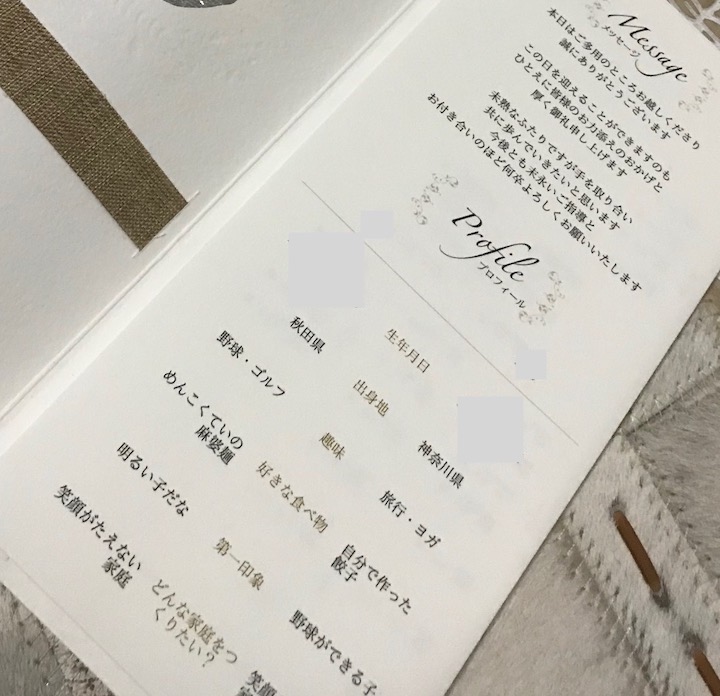 Message
メッセージ
本日はご多用のところお越しくださり
誠にありがとうございます
この日を迎えることができますのも
ひとえに皆様のお力添えのおかげと
厚く御礼申し上げます
未熟なふたりですが手を取り合い
共に歩んでいきたいと思います
今後とも末永いご指導と
お付き合いのほど何卒よろしくお願いいたします
Profile
プロフィール
生年月日
秋田県
出身地
神奈川県
野球・ゴルフ
趣味
旅行・ヨガ
めんこくていの
麻婆麺
好きな食べ物
自分で作った
餃子
明るい子だな
第一印象
野球ができる子
笑顔がたえない
家庭
どんな家庭をつ
くりたい？
笑顔